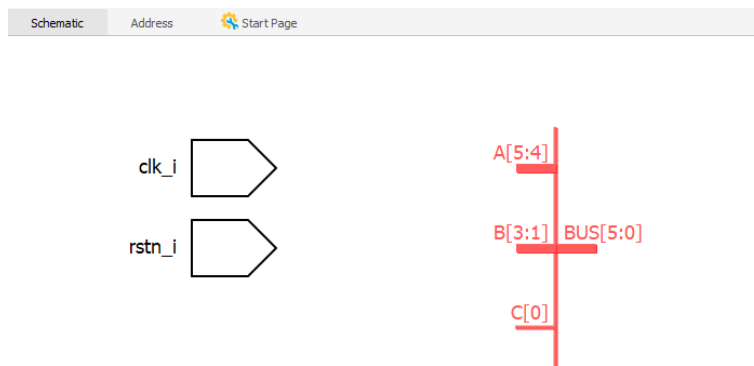 Schematic Address Start Page
clk_i
A[5:4]
rstn_i
B[3:1] BUS[5:0]
C[0]